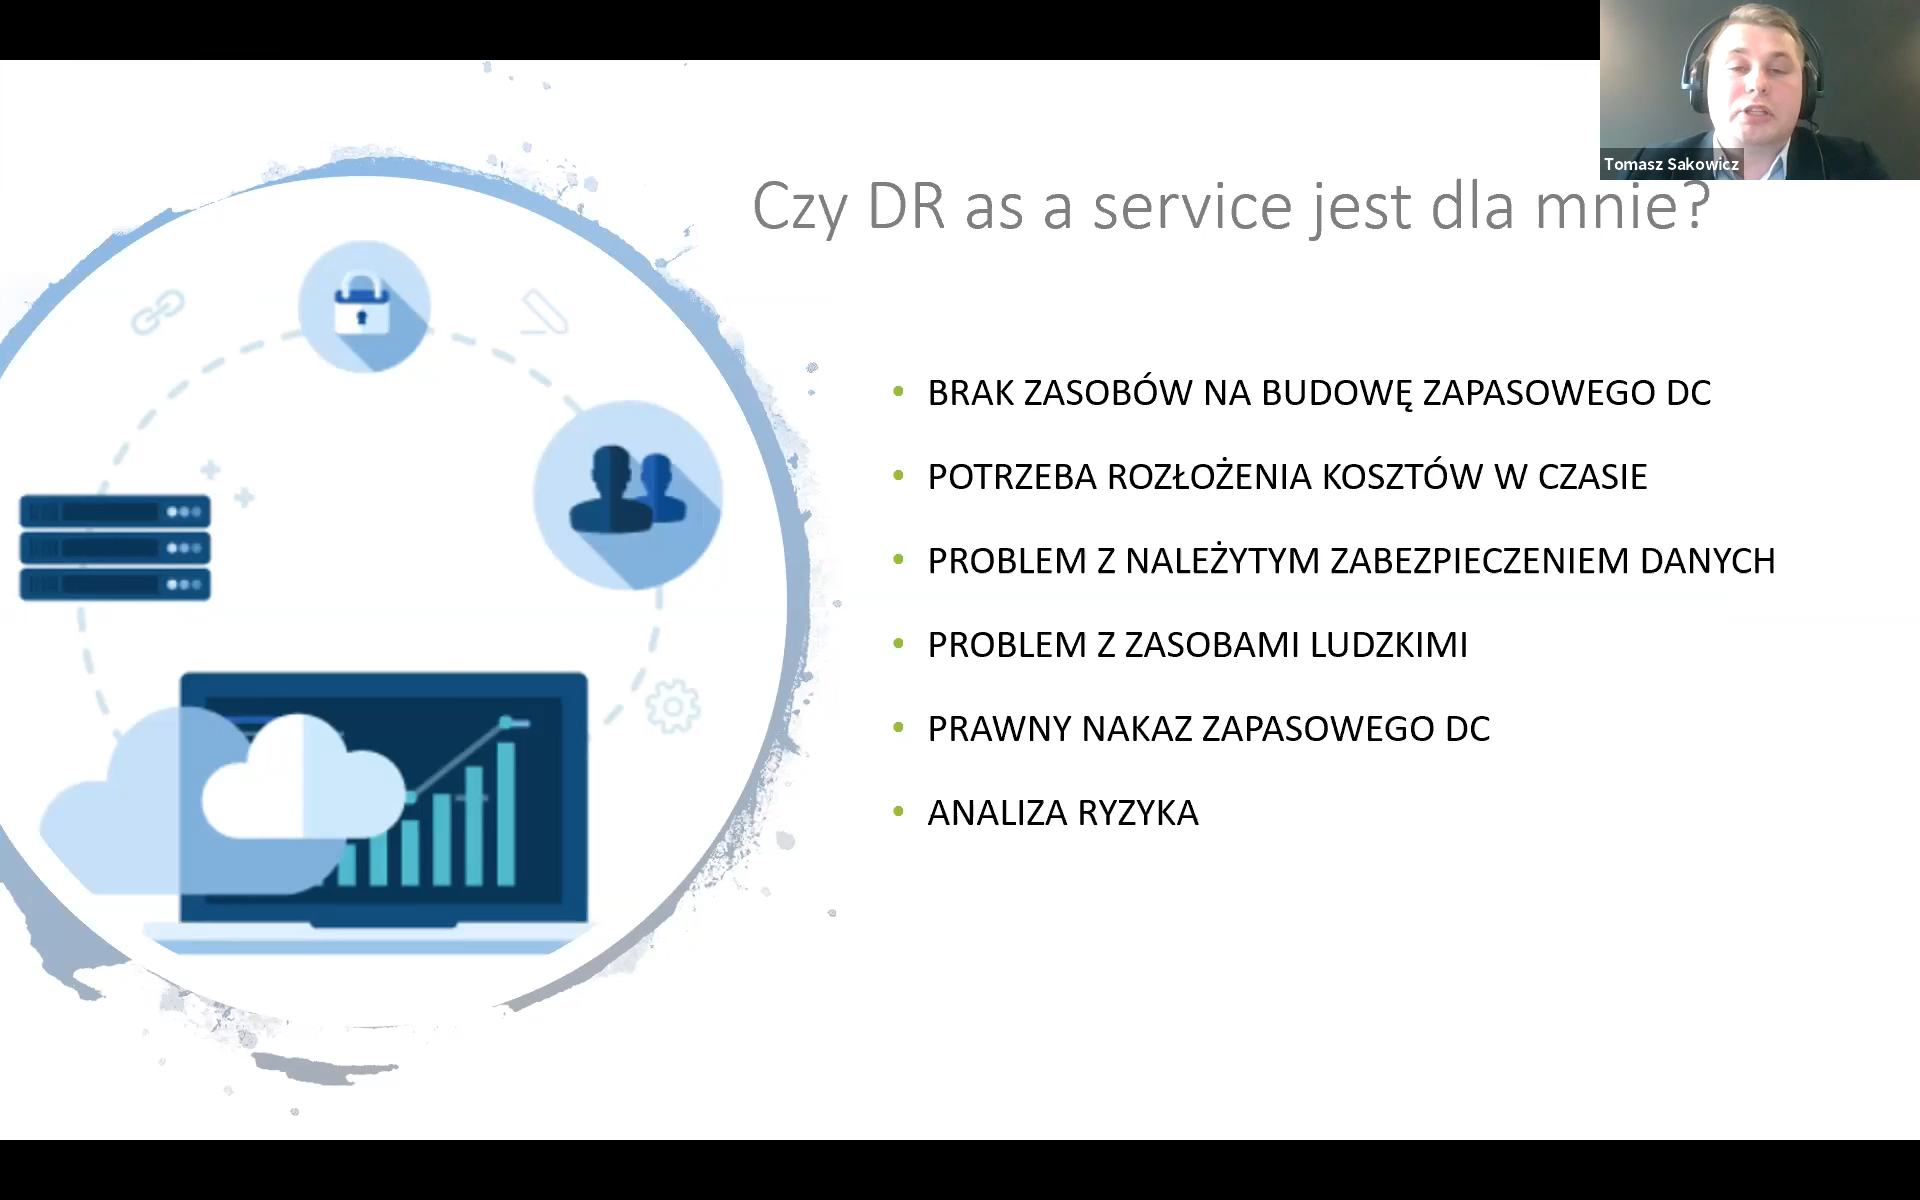 Tomasz Sakowicz
Czy DR as a service jest dla mnie?
• BRAK ZASOBÓW NA BUDOWĘ ZAPASOWEGO DC
• POTRZEBA ROZŁOŻENIA KOSZTÓW W CZASIE
• PROBLEM Z NALEŻYTYM ZABEZPIECZENIEM DANYCH
• PROBLEM Z ZASOBAMI LUDZKIMI
• PRAWNY NAKAZ ZAPASOWEGO DC
• ANALIZA RYZYKA